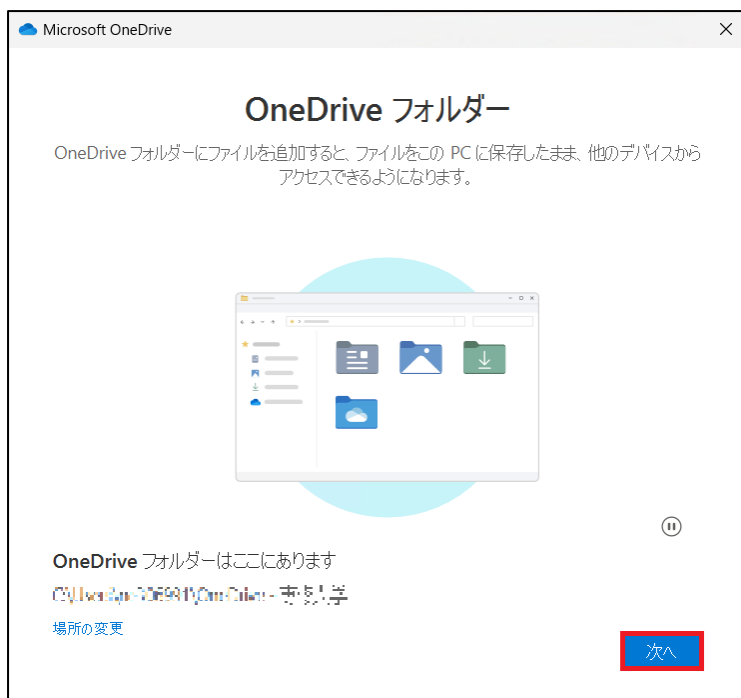 Microsoft OneDrive
OneDrive フォルダー
OneDrive フォルダーにファイルを追加すると、ファイルをこの PC に保存したまま、他のデバイスから
アクセスできるようになります。
OneDrive フォルダーはここにあります
場所の変更
次へ